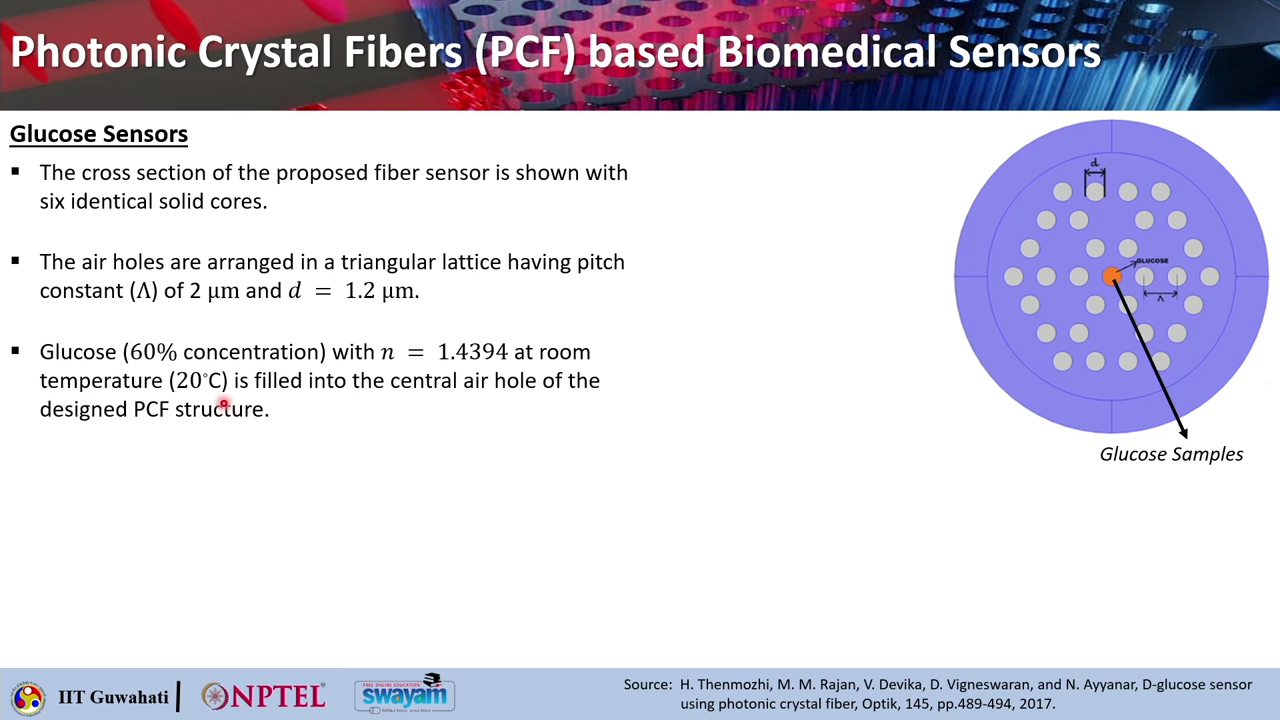 Photonic Crystal Fibers (PCF) based Biomedical Sensors
Glucose Sensors
▪ The cross section of the proposed fiber sensor is shown with
six identical solid cores.
▪ The air holes are arranged in a triangular lattice having pitch
constant (Λ) of 2 μm and d = 1.2 μm.
▪ Glucose (60% concentration) with n = 1.4394 at room
temperature (20°C) is filled into the central air hole of the
designed PCF structure.
d
GLUCOSE
Λ
Glucose Samples
IIT Guwahati
NPTEL
FREE ONLINE EDUCATION
swayam
Source: H. Thenmozhi, M. M. Rajan, V. Devika, D. Vigneswaran, and N. Ayyanar, D-glucose sensor
using photonic crystal fiber, Optik, 145, pp.489-494, 2017.